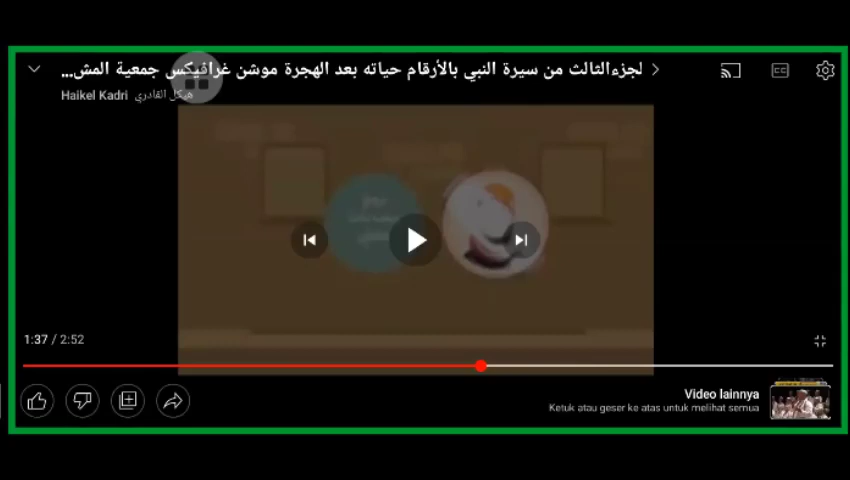 لجزءالثالث من سيرة النبي بالأرقام حياته بعد الهجرة موشن غرافيكس جمعية المش...
Haikel Kadri هيكل القادري
CC
1:37 / 2:52
Video lainnya
Ketuk atau geser ke atas untuk melihat semua